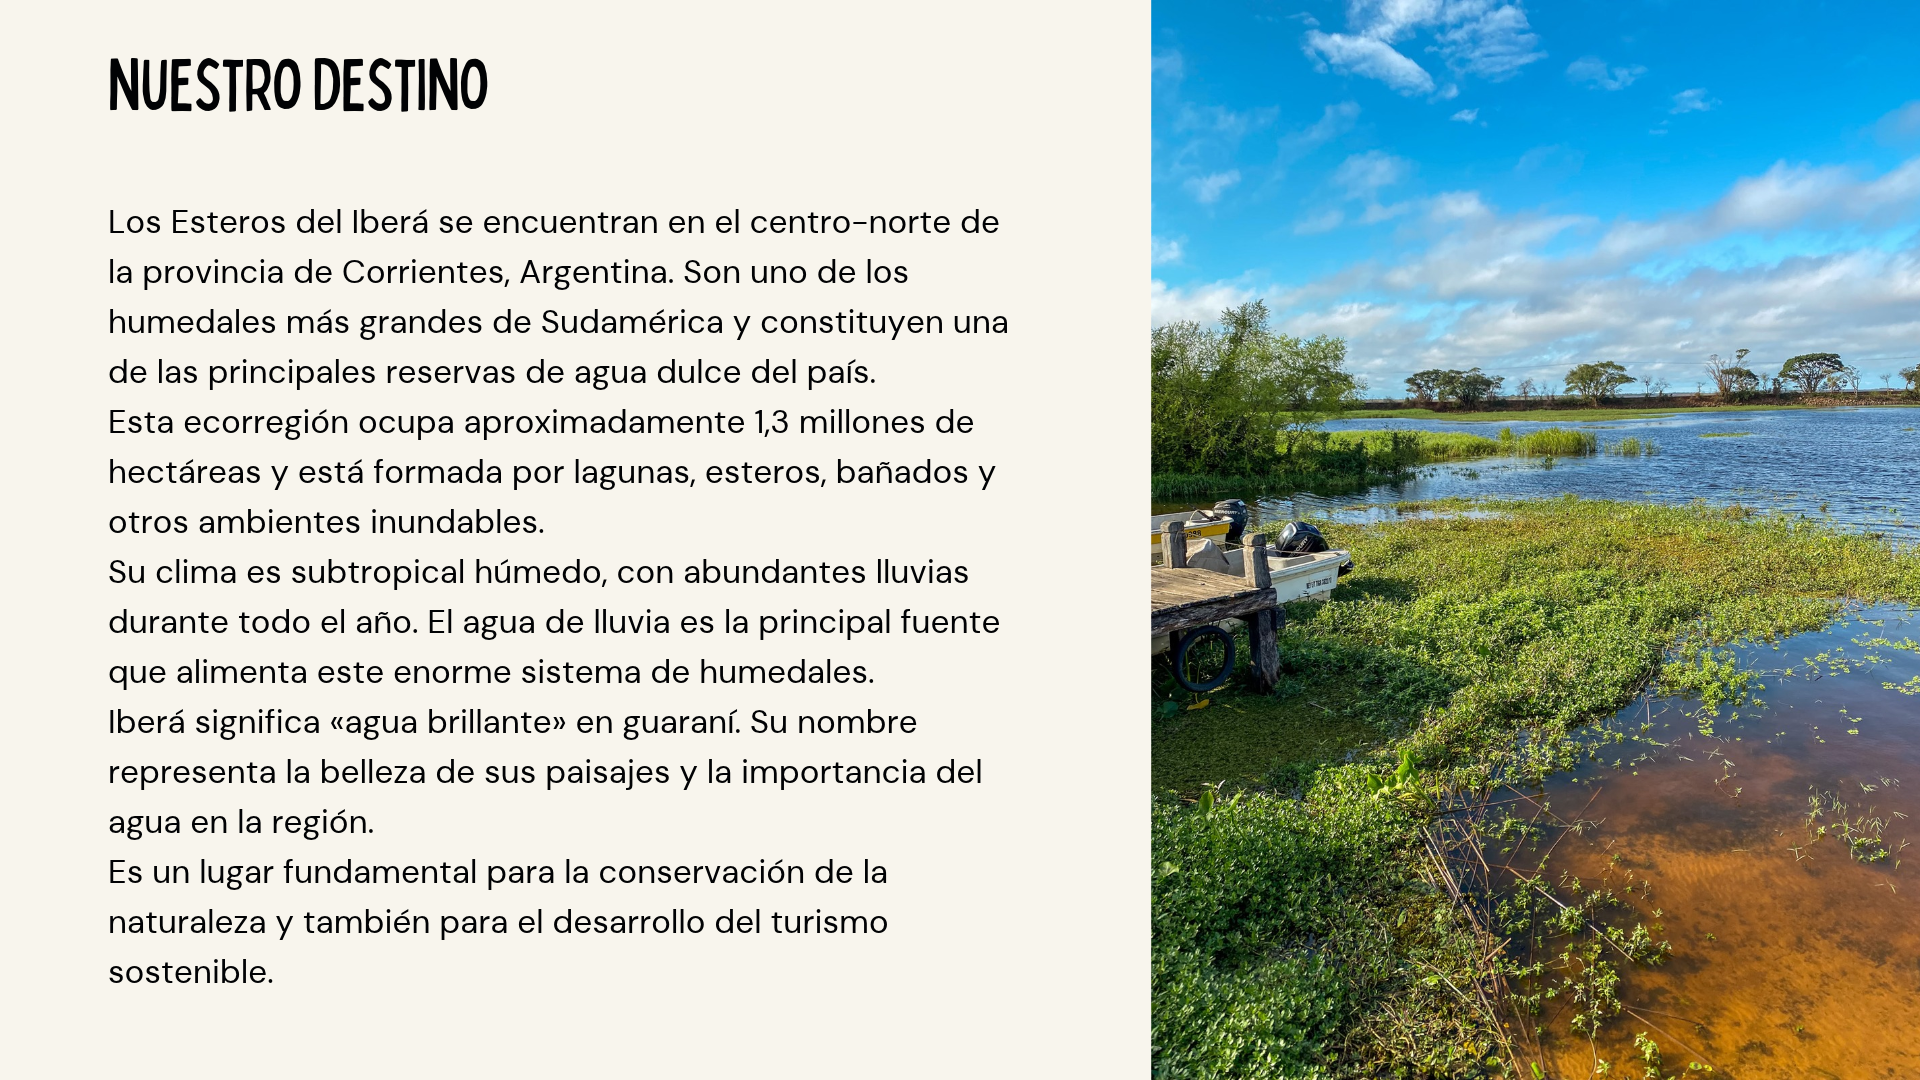 NUESTRO DESTINO
Los Esteros del Iberá se encuentran en el centro-norte de
la provincia de Corrientes, Argentina. Son uno de los
humedales más grandes de Sudamérica y constituyen una
de las principales reservas de agua dulce del país.
Esta ecorregión ocupa aproximadamente 1,3 millones de
hectáreas y está formada por lagunas, esteros, bañados y
otros ambientes inundables.
Su clima es subtropical húmedo, con abundantes lluvias
durante todo el año. El agua de lluvia es la principal fuente
que alimenta este enorme sistema de humedales.
Iberá significa «agua brillante» en guaraní. Su nombre
representa la belleza de sus paisajes y la importancia del
agua en la región.
Es un lugar fundamental para la conservación de la
naturaleza y también para el desarrollo del turismo
sostenible.